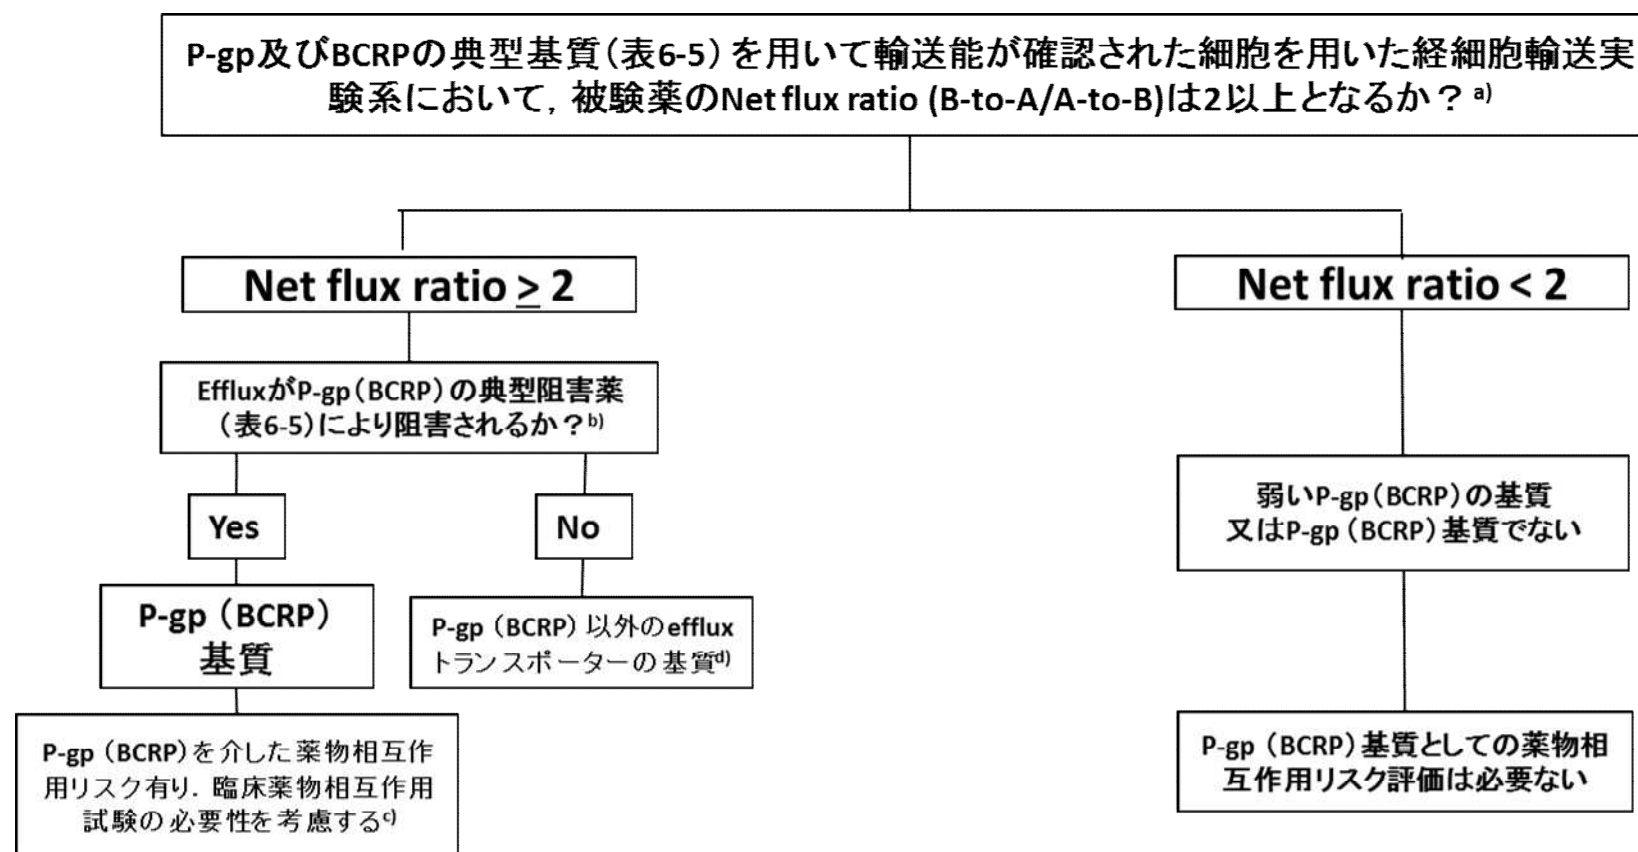 P-gp及びBCRPの典型基質(表6-5)を用いて輸送能が確認された細胞を用いた経細胞輸送実
験系において，被験薬のNet flux ratio (B-to-A/A-to-B)は2以上となるか？a)
Net flux ratio ≥ 2
Net flux ratio < 2
EffluxがP-gp(BCRP)の典型阻害薬
(表6-5)により阻害されるか？b)
Yes
No
弱いP-gp(BCRP)の基質
又はP-gp (BCRP)基質でない
P-gp (BCRP)
基質
P-gp (BCRP) 以外のefflux
トランスポーターの基質d)
P-gp (BCRP)を介した薬物相互作
用リスク有り．臨床薬物相互作用
試験の必要性を考慮するc)
P-gp (BCRP)基質としての薬物相
互作用リスク評価は必要ない